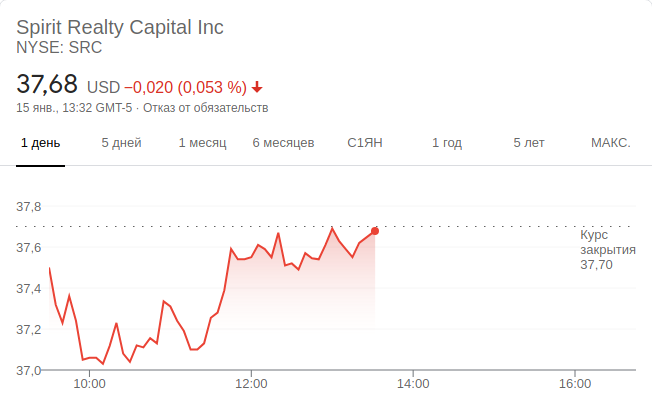 Spirit Realty Capital Inc
NYSE: SRC
37,68 USD −0,020 (0,053 %)
15 янв., 13:32 GMT-5 · Отказ от обязательств
1 день 5 дней 1 месяц 6 месяцев С1ЯН 1 год 5 лет МАКС.
37,8
Курс
закрытия
37,70
37,6
37,4
37,2
37,0
10:00 12:00 14:00 16:00